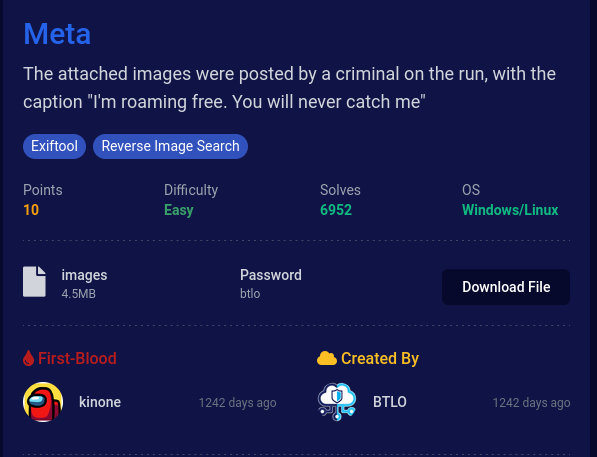 Meta
The attached images were posted by a criminal on the run, with the
caption "I'm roaming free. You will never catch me"
Exiftool Reverse Image Search
Points Difficulty Solves OS
10 Easy 6952 Windows/Linux
images Password
4.5MB btlo
Download File
First-Blood Created By
kinone 1242 days ago BTLO 1242 days ago